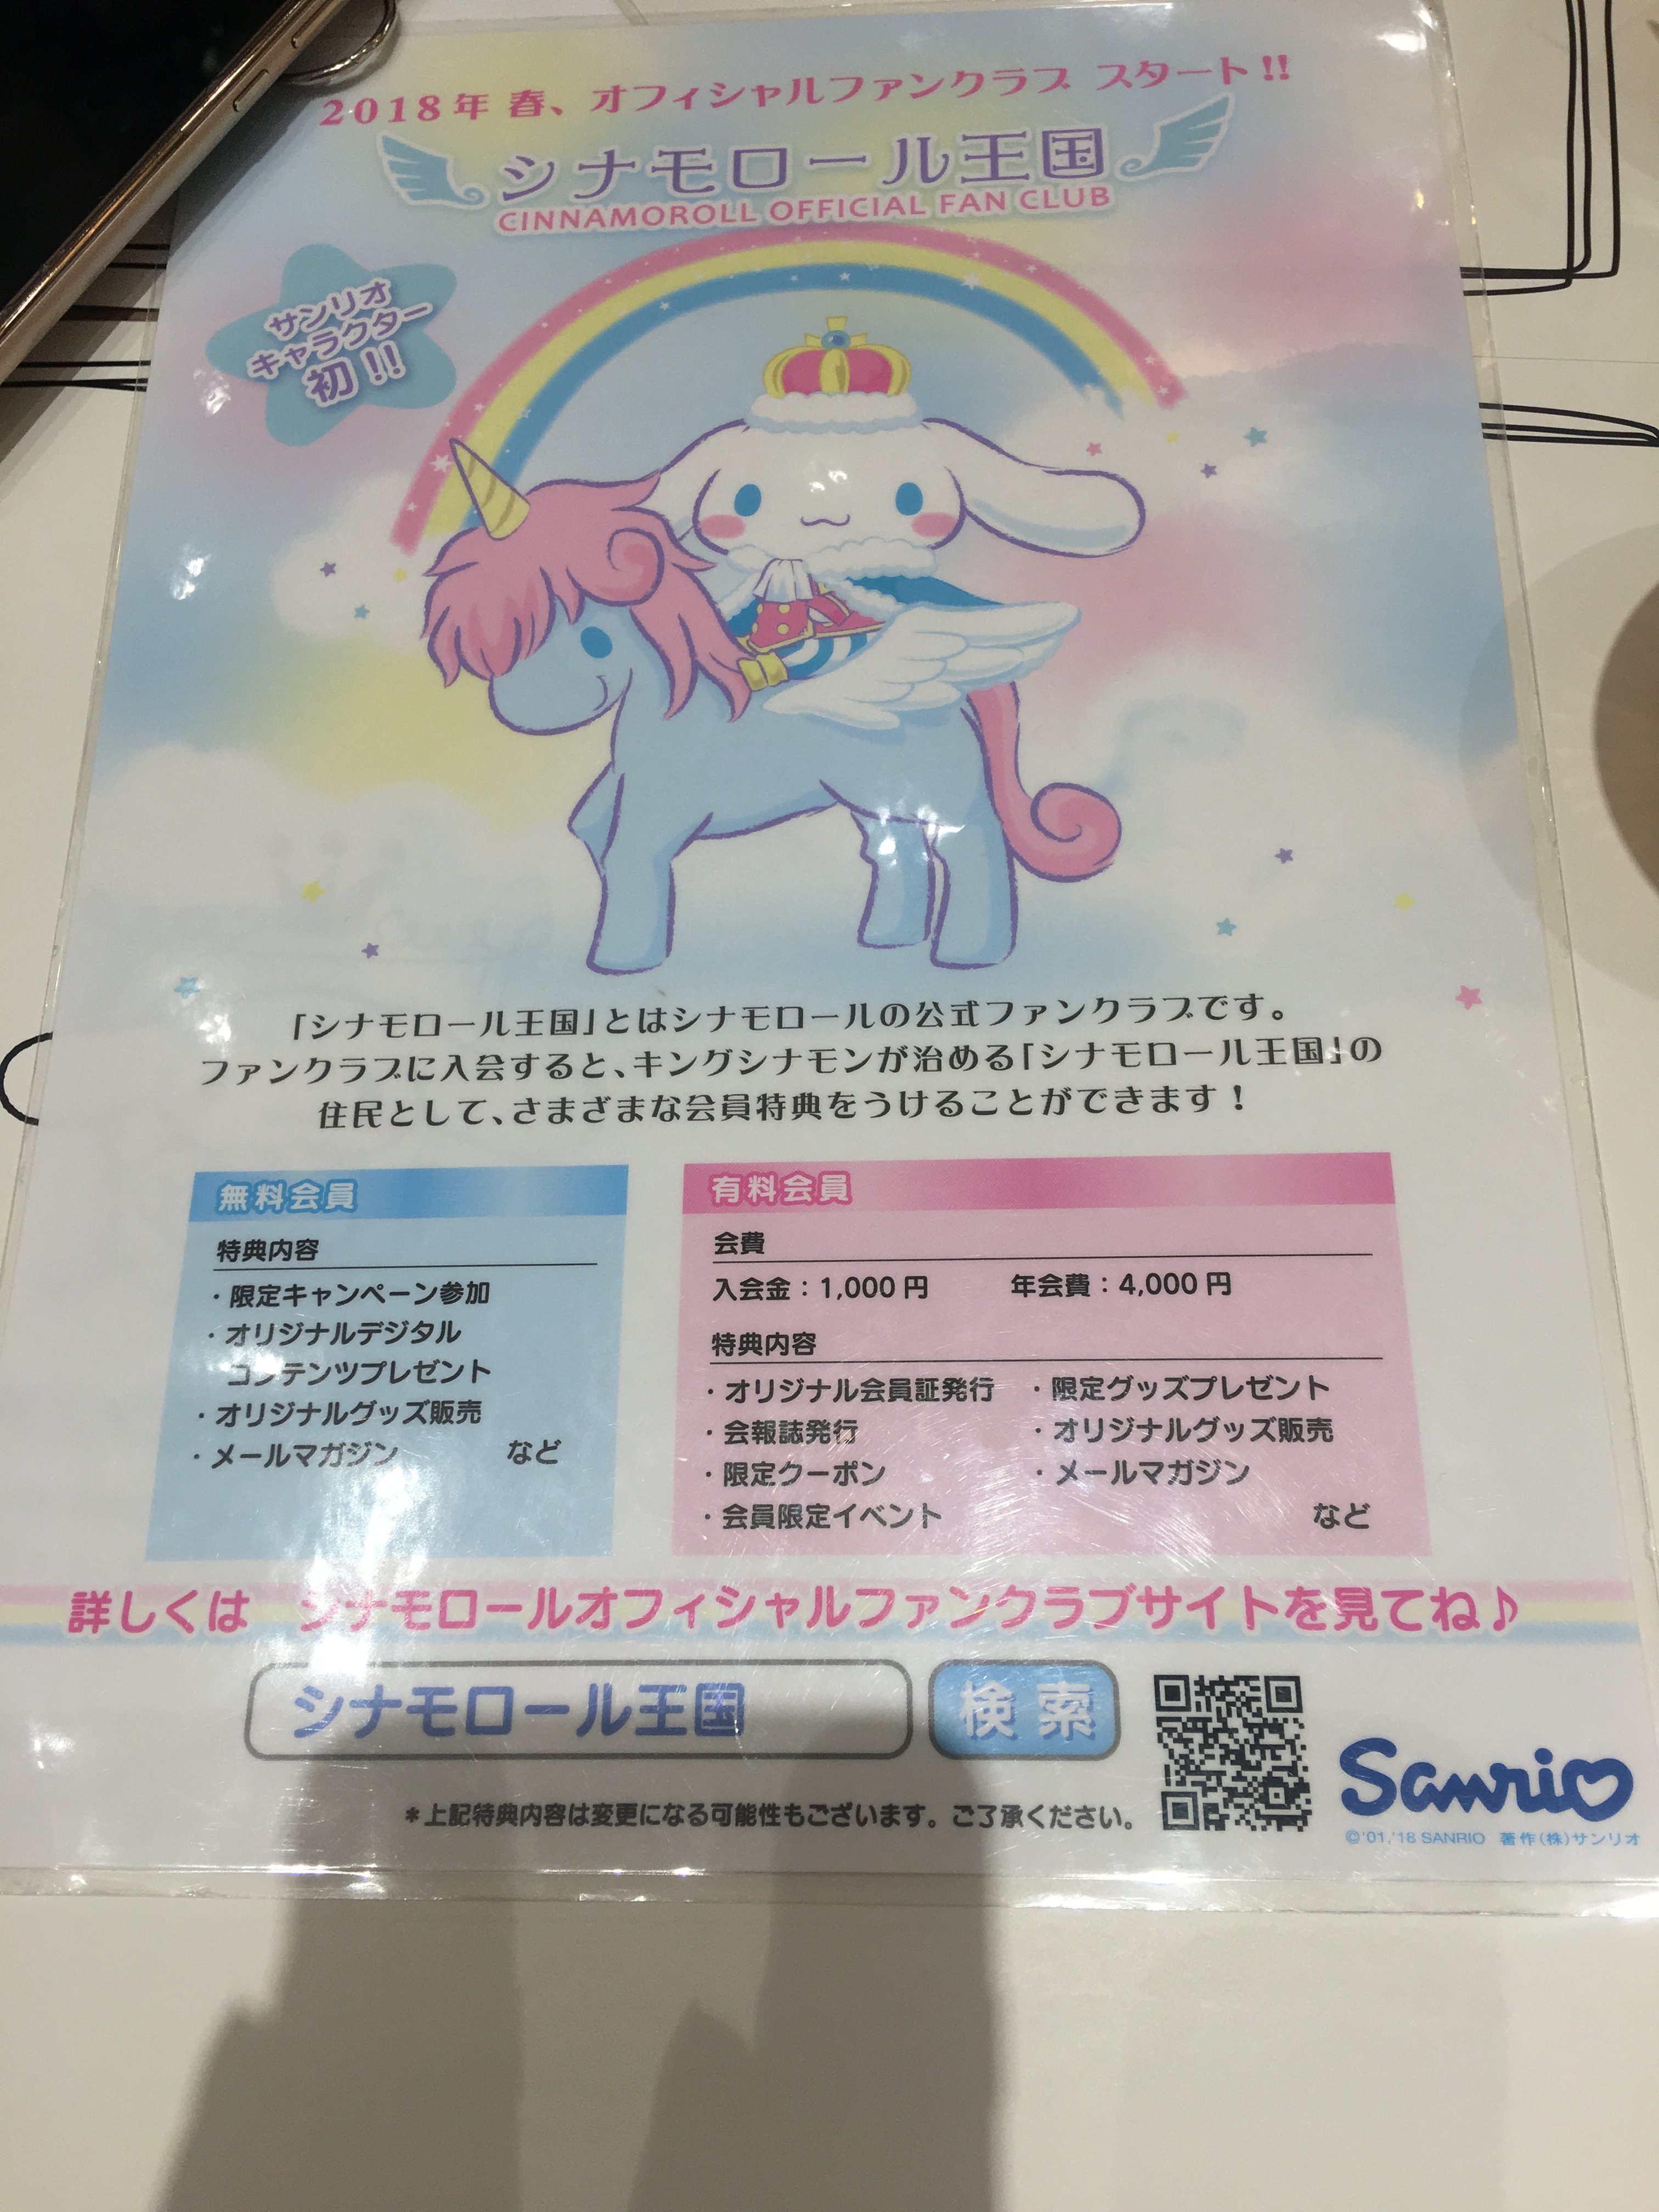 2018年 春、オフィシャルファンクラブ スタート!!
シナモロール王国
CINNAMOROLL OFFICIAL FAN CLUB
サンリオ
キャラクター
初!!
「シナモロール王国」とはシナモロールの公式ファンクラブです。
ファンクラブに入会すると、キングシナモンが治める「シナモロール王国」の
住民として、さまざまな会員特典をうけることができます！
無料会員
特典内容
・限定キャンペーン参加
・オリジナルデジタル
コンテンツプレゼント
・オリジナルグッズ販売
・メールマガジン など
有料会員
会費
入会金：1,000円 年会費：4,000円
特典内容
・オリジナル会員証発行 ・限定グッズプレゼント
・会報誌発行 ・オリジナルグッズ販売
・限定クーポン ・メールマガジン
・会員限定イベント など
詳しくは シナモロールオフィシャルファンクラブサイトを見てね♪
シナモロール王国 検索
＊上記特典内容は変更になる可能性もございます。ご了承ください。
Sanrio
©'01,'18 SANRIO 著作(株)サンリオ